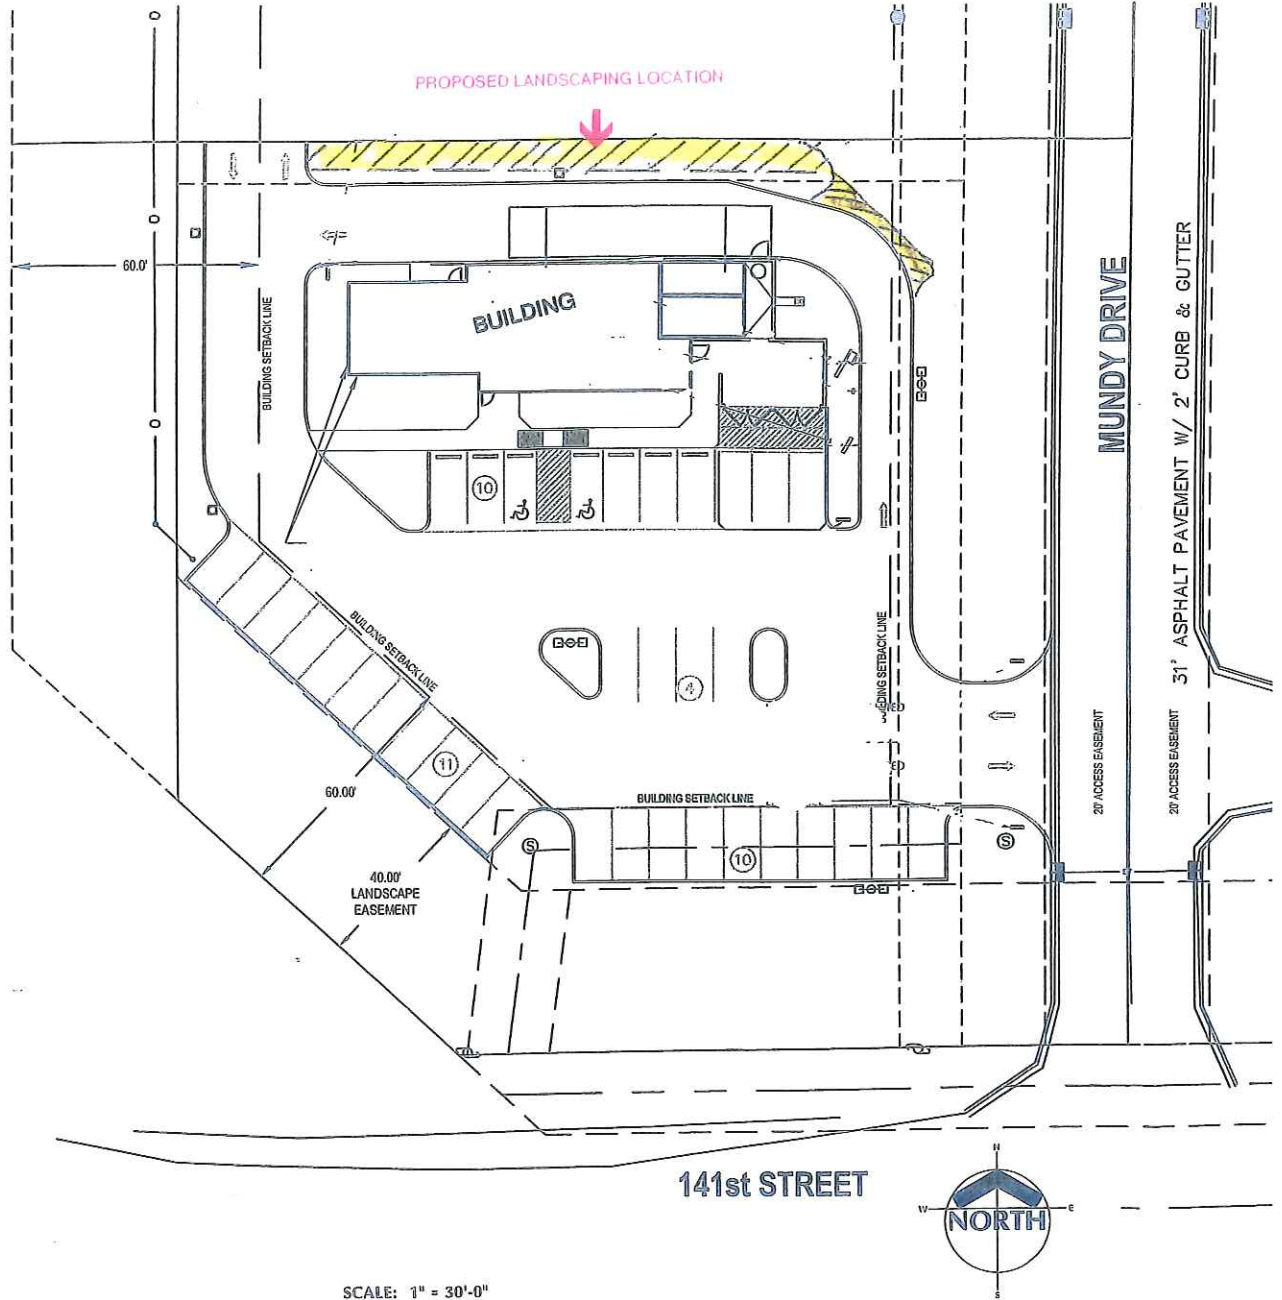 PROPOSED LANDSCAPING LOCATION
60.0'
BUILDING SETBACK LINE
BUILDING
MUNDY DRIVE
31' ASPHALT PAVEMENT W/ 2' CURB & GUTTER
10
BUILDING SETBACK LINE
BUILDING SETBACK LINE
4
11
60.00'
20' ACCESS EASEMENT
20' ACCESS EASEMENT
BUILDING SETBACK LINE
S
S
10
40.00'
LANDSCAPE
EASEMENT
141st STREET
N
W
E
NORTH
S
SCALE: 1" = 30'-0"